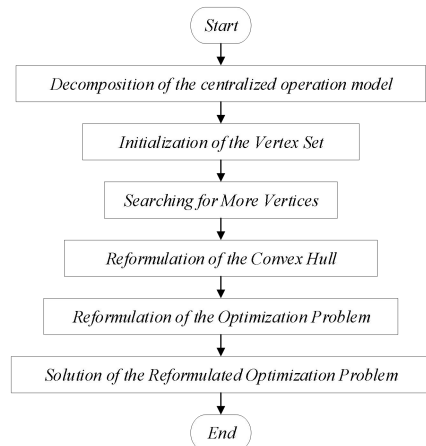 Start
Decomposition of the centralized operation model
Initialization of the Vertex Set
Searching for More Vertices
Reformulation of the Convex Hull
Reformulation of the Optimization Problem
Solution of the Reformulated Optimization Problem
End